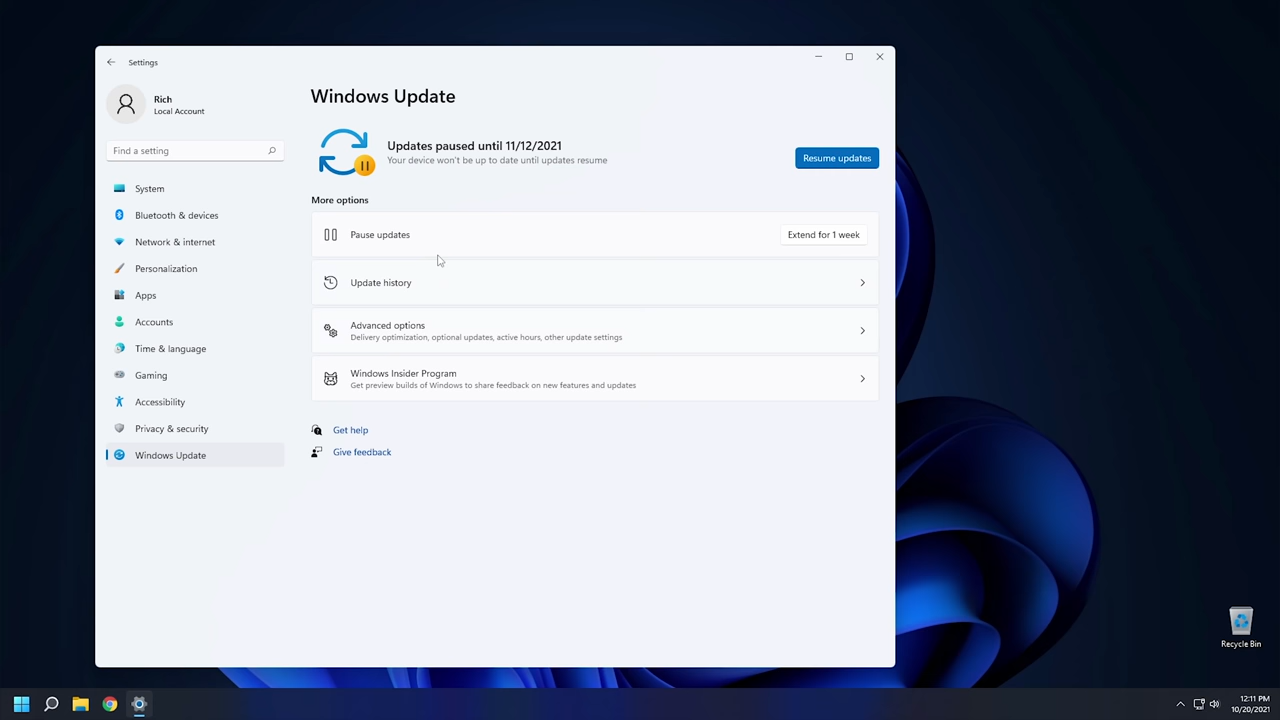 Settings
Rich
Local Account
Find a setting
System
Bluetooth & devices
Network & internet
Personalization
Apps
Accounts
Time & language
Gaming
Accessibility
Privacy & security
Windows Update
Windows Update
Updates paused until 11/12/2021
Your device won't be up to date until updates resume
Resume updates
More options
Pause updates
Extend for 1 week
Update history
Advanced options
Delivery optimization, optional updates, active hours, other update settings
Windows Insider Program
Get preview builds of Windows to share feedback on new features and updates
Get help
Give feedback
Recycle Bin
12:11 PM
10/20/2021